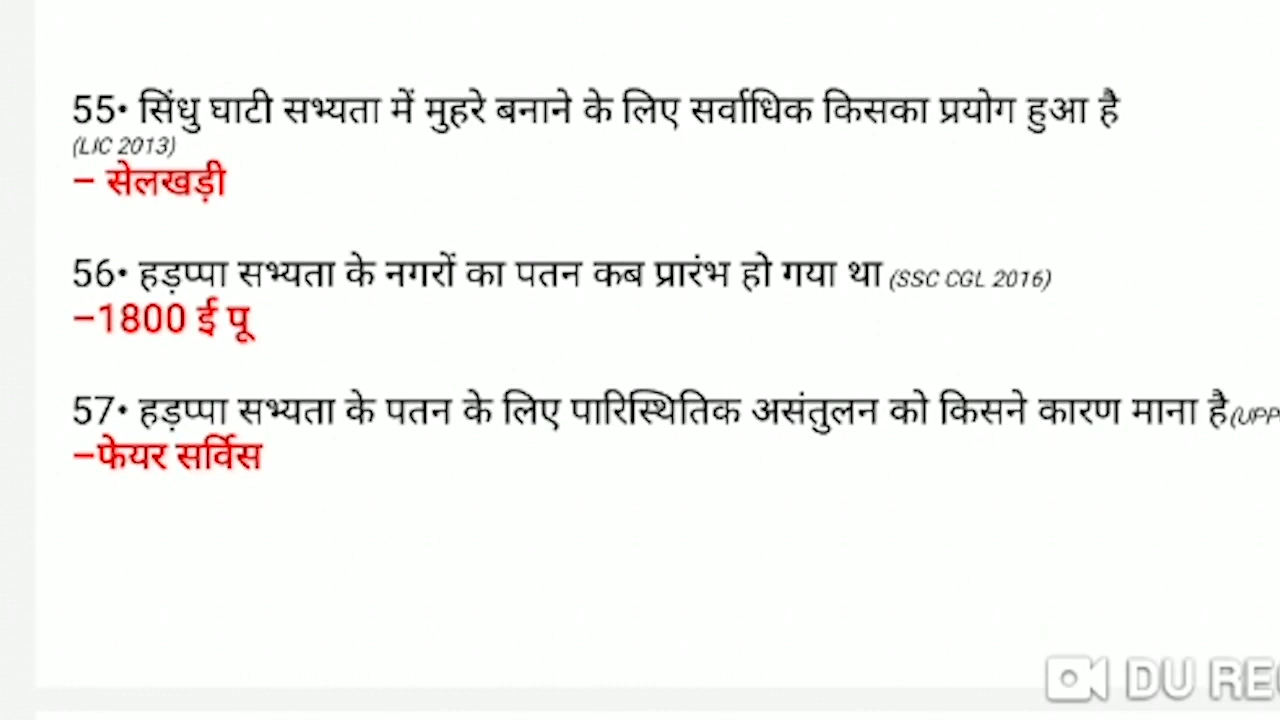 55• सिंधु घाटी सभ्यता में मुहरे बनाने के लिए सर्वाधिक किसका प्रयोग हुआ है
(LIC 2013)
– सेलखड़ी
56• हड़प्पा सभ्यता के नगरों का पतन कब प्रारंभ हो गया था (SSC CGL 2016)
–1800 ई पू
57• हड़प्पा सभ्यता के पतन के लिए पारिस्थितिक असंतुलन को किसने कारण माना है
–फेयर सर्विस
DU